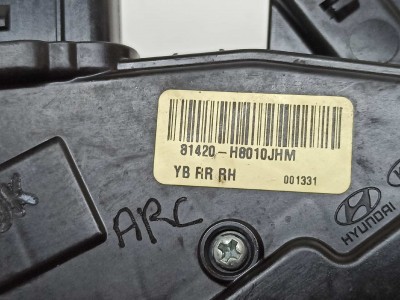 81420-H8010JHM
YB RR RH 001331
ARC
HYUNDAI